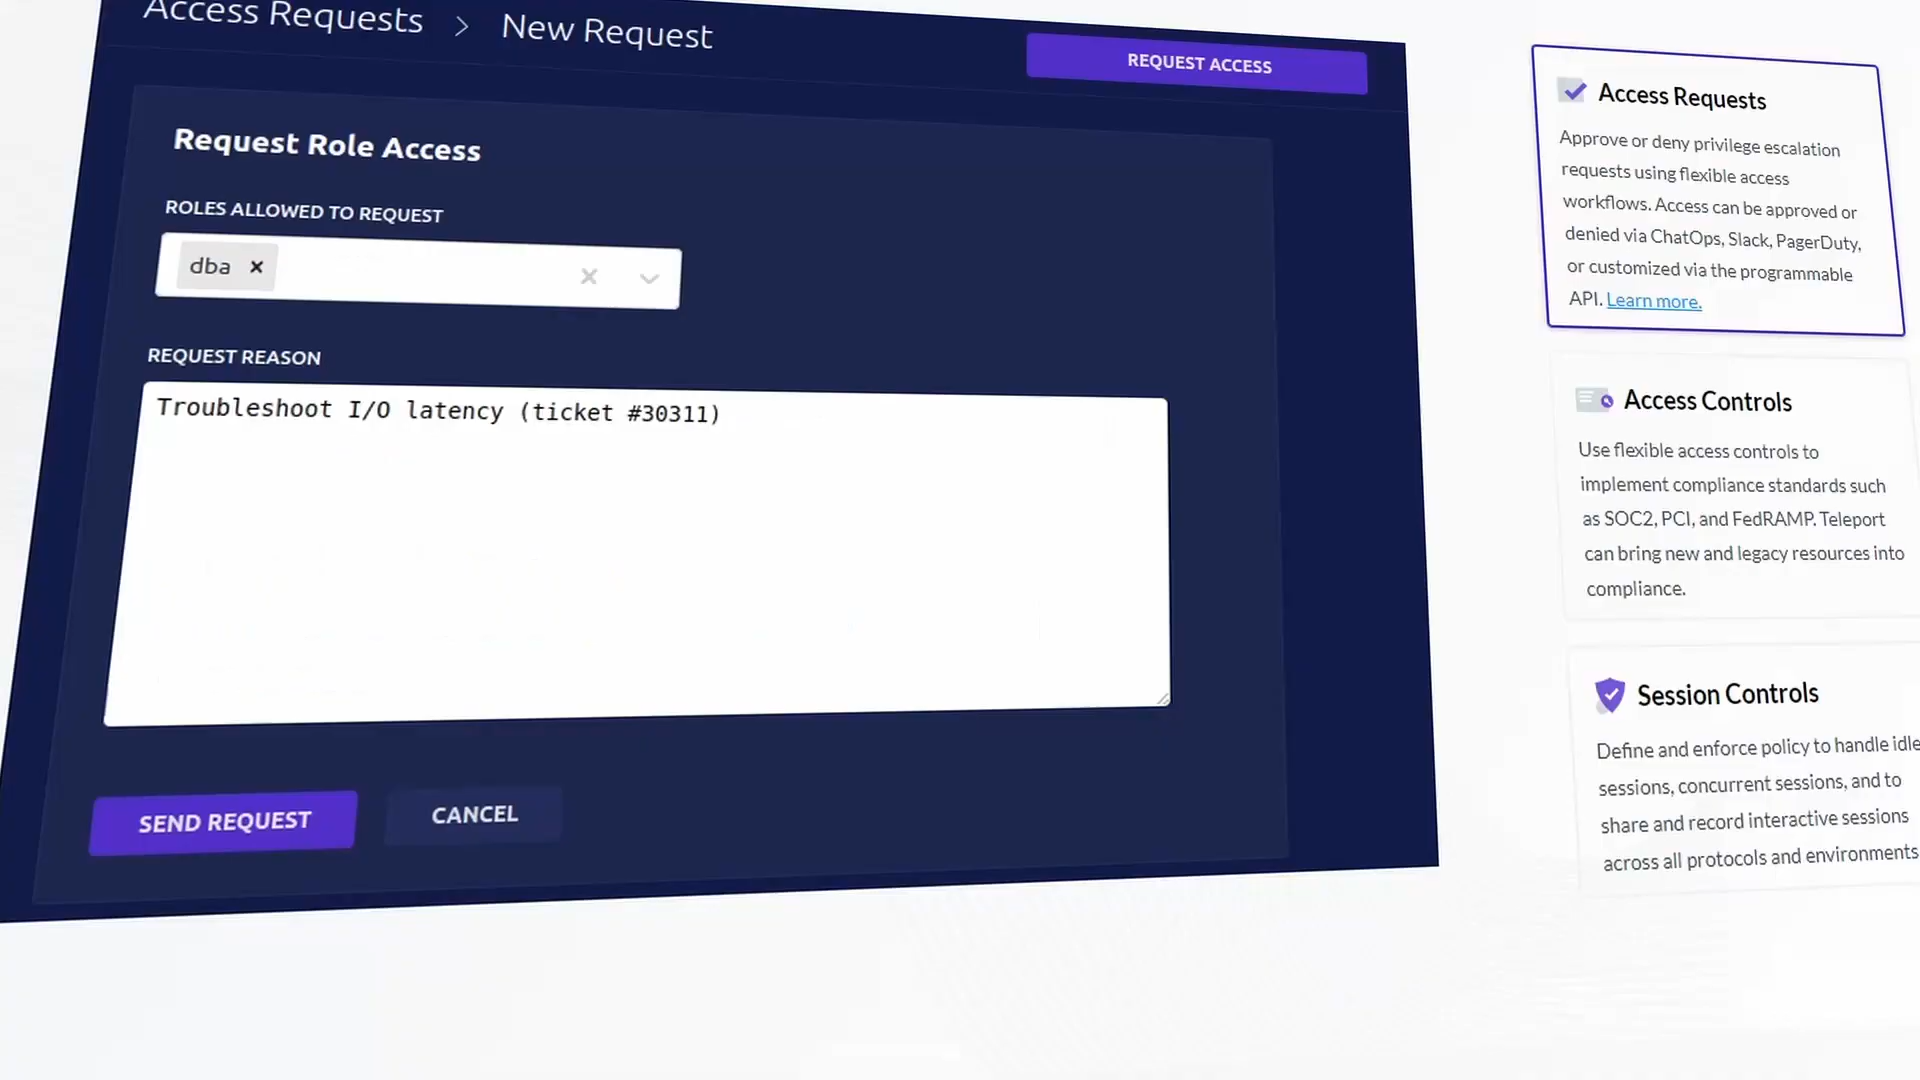 Access Requests > New Request
REQUEST ACCESS
Request Role Access
ROLES ALLOWED TO REQUEST
dba ×
REQUEST REASON
Troubleshoot I/O latency (ticket #30311)
SEND REQUEST
CANCEL
Access Requests
Approve or deny privilege escalation
requests using flexible access
workflows. Access can be approved or
denied via ChatOps, Slack, PagerDuty,
or customized via the programmable
API. Learn more.
Access Controls
Use flexible access controls to
implement compliance standards such
as SOC2, PCI, and FedRAMP. Teleport
can bring new and legacy resources into
compliance.
Session Controls
Define and enforce policy to handle idle
sessions, concurrent sessions, and to
share and record interactive sessions
across all protocols and environments